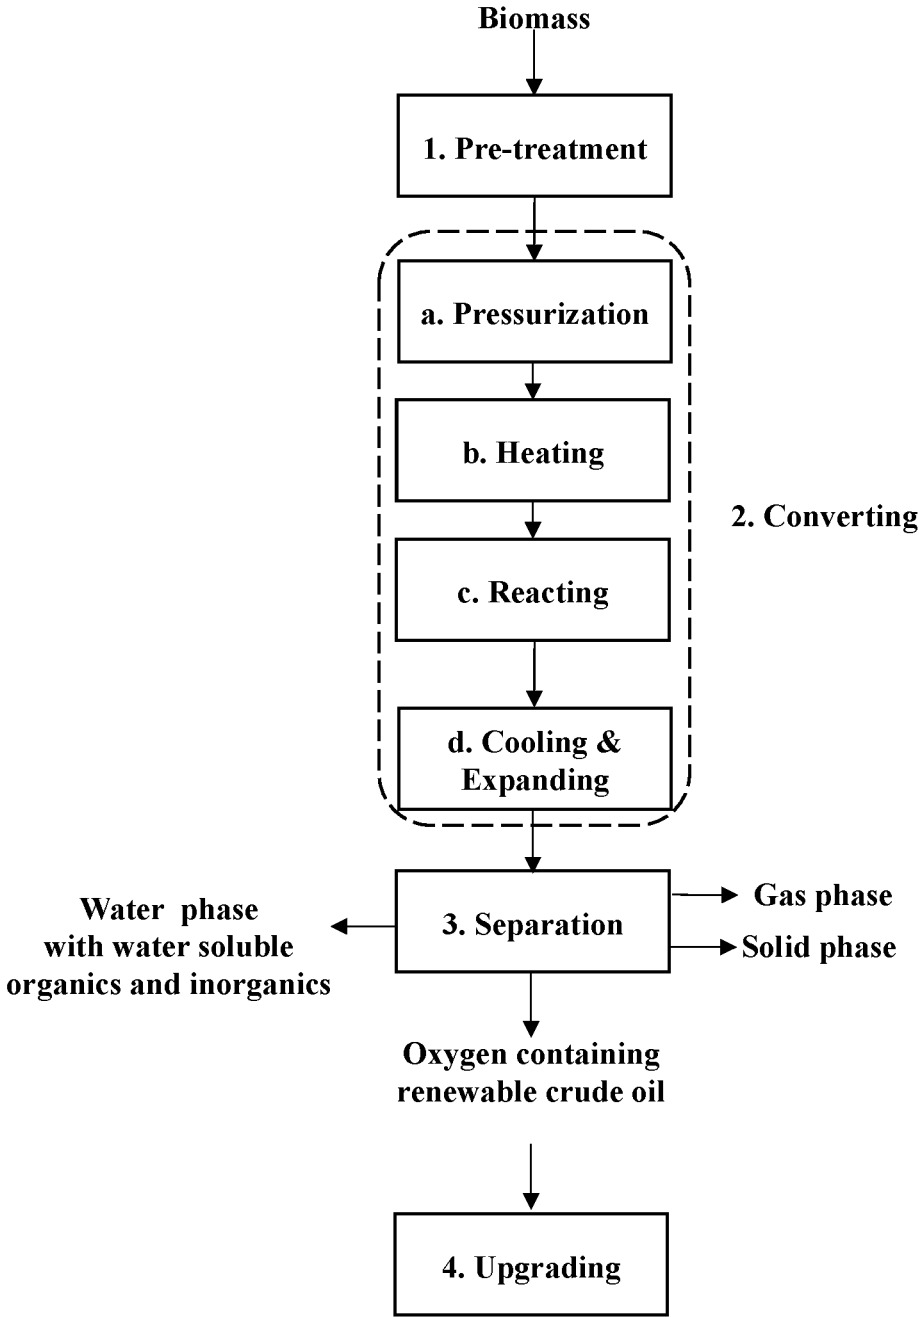 Biomass
1. Pre-treatment
a. Pressurization
b. Heating
2. Converting
c. Reacting
d. Cooling &
Expanding
Water phase
with water soluble
organics and inorganics
3. Separation
Gas phase
Solid phase
Oxygen containing
renewable crude oil
4. Upgrading